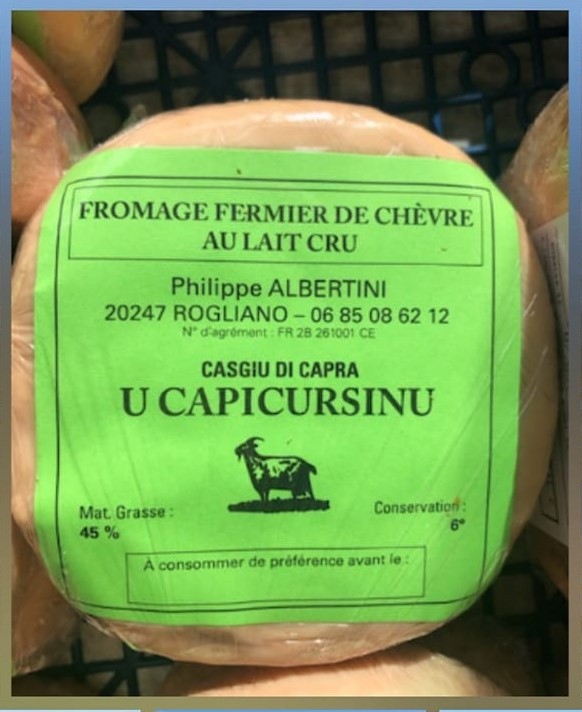 FROMAGE FERMIER DE CHÈVRE
AU LAIT CRU
Philippe ALBERTINI
20247 ROGLIANO – 06 85 08 62 12
N° d'agrément : FR 2B 261001 CE
CASGIU DI CAPRA
U CAPICURSINU
Mat. Grasse :
45 %
Conservation :
6°
À consommer de préférence avant le :